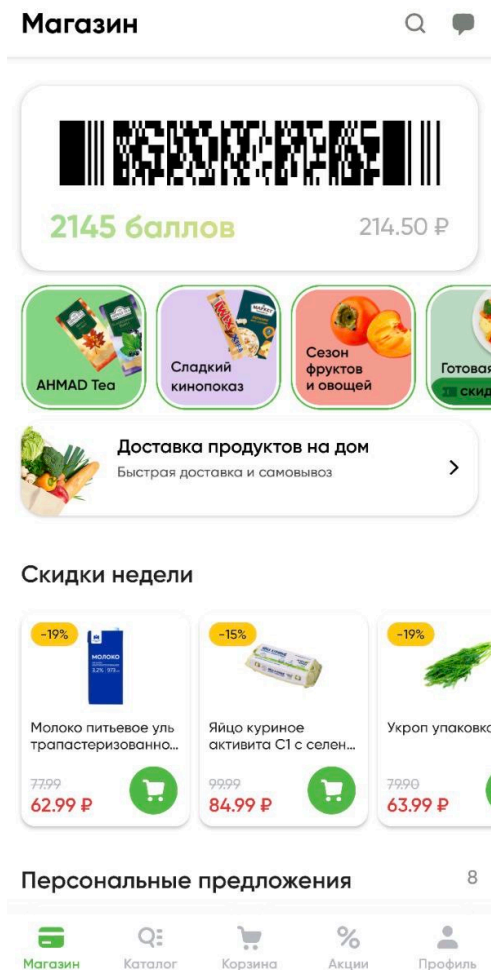 Магазин
2145 баллов
214.50 ₽
AHMAD Tea
Сладкий
кинопоказ
Сезон
фруктов
и овощей
Готовая
скид
Доставка продуктов на дом
Быстрая доставка и самовывоз
Скидки недели
-19%
МОЛОКО
Молоко питьевое уль
трапастеризованно...
77.99
62.99 ₽
-15%
Яйцо куриное
активита С1 с селен...
99.99
84.99 ₽
-19%
Укроп упаковка
79.90
63.99 ₽
Персональные предложения
8
Магазин
Каталог
Корзина
Акции
Профиль